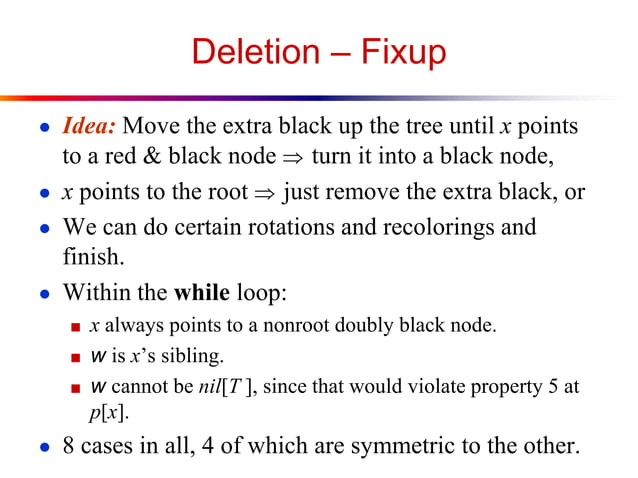 Deletion – Fixup
● Idea: Move the extra black up the tree until x points
to a red & black node ⇒ turn it into a black node,
● x points to the root ⇒ just remove the extra black, or
● We can do certain rotations and recolorings and
finish.
● Within the while loop:
■ x always points to a nonroot doubly black node.
■ w is x’s sibling.
■ w cannot be nil[T ], since that would violate property 5 at
p[x].
● 8 cases in all, 4 of which are symmetric to the other.